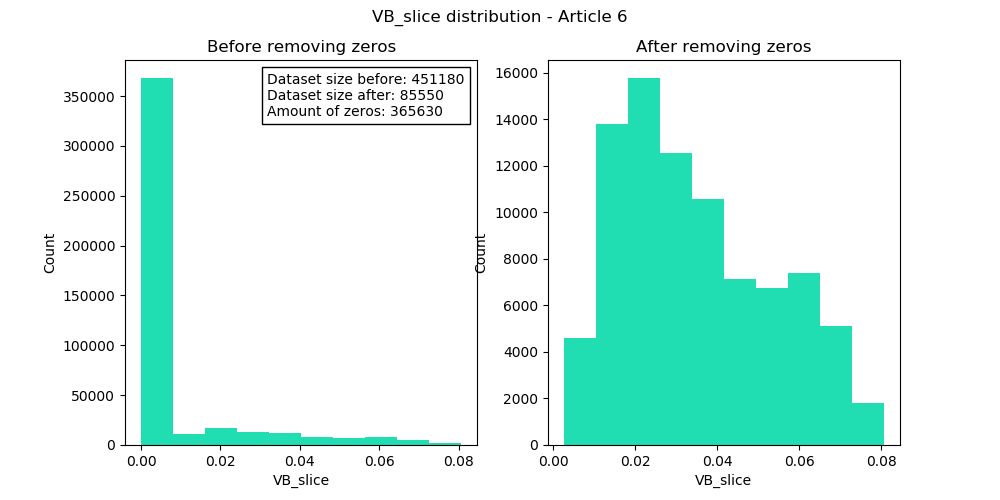 VB_slice distribution - Article 6
Before removing zeros
Dataset size before: 451180
Dataset size after: 85550
Amount of zeros: 365630
350000
300000
250000
200000
150000
100000
50000
0
Count
0.00 0.02 0.04 0.06 0.08
VB_slice
After removing zeros
16000
14000
12000
10000
8000
6000
4000
2000
0
Count
0.00 0.02 0.04 0.06 0.08
VB_slice